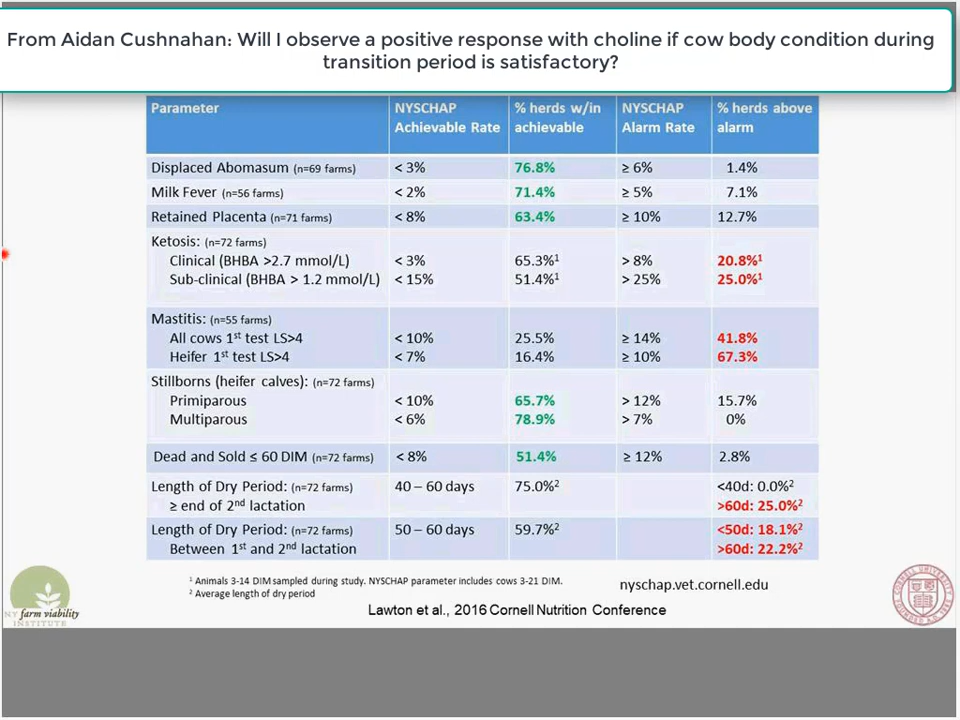 From Aidan Cushnahan: Will I observe a positive response with choline if cow body condition during
transition period is satisfactory?
Parameter NYSCHAP Achievable Rate % herds w/in achievable NYSCHAP Alarm Rate % herds above alarm
Displaced Abomasum (n=69 farms) < 3% 76.8% ≥ 6% 1.4%
Milk Fever (n=56 farms) < 2% 71.4% ≥ 5% 7.1%
Retained Placenta (n=71 farms) < 8% 63.4% ≥ 10% 12.7%
Ketosis: (n=72 farms)
Clinical (BHBA >2.7 mmol/L) < 3% 65.3%¹ > 8% 20.8%¹
Sub-clinical (BHBA > 1.2 mmol/L) < 15% 51.4%¹ > 25% 25.0%¹
Mastitis: (n=55 farms)
All cows 1st test LS>4 < 10% 25.5% ≥ 14% 41.8%
Heifer 1st test LS>4 < 7% 16.4% ≥ 10% 67.3%
Stillborns (heifer calves): (n=72 farms)
Primiparous < 10% 65.7% > 12% 15.7%
Multiparous < 6% 78.9% > 7% 0%
Dead and Sold ≤ 60 DIM (n=72 farms) < 8% 51.4% ≥ 12% 2.8%
Length of Dry Period: (n=72 farms) 40 – 60 days 75.0%² <40d: 0.0%²
≥ end of 2nd lactation >60d: 25.0%²
Length of Dry Period: (n=72 farms) 50 – 60 days 59.7%² <50d: 18.1%²
Between 1st and 2nd lactation >60d: 22.2%²
¹ Animals 3-14 DIM sampled during study. NYSCHAP parameter includes cows 3-21 DIM.
² Average length of dry period
nyschap.vet.cornell.edu
Lawton et al., 2016 Cornell Nutrition Conference
NY farm viability
INSTITUTE